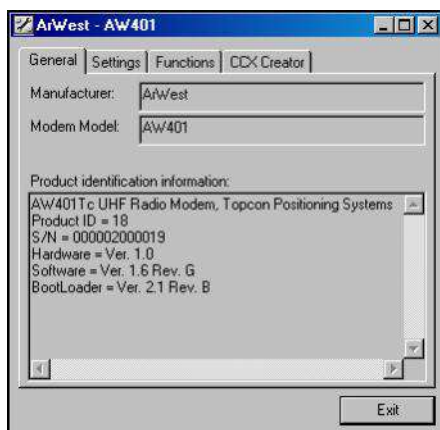 ArWest - AW401
General Settings Functions CCX Creator
Manufacturer: ArWest
Modem Model: AW401
Product identification information:
AW401Tc UHF Radio Modem, Topcon Positioning Systems
Product ID = 18
S/N = 000002000019
Hardware = Ver. 1.0
Software = Ver. 1.6 Rev. G
BootLoader = Ver. 2.1 Rev. B
Exit